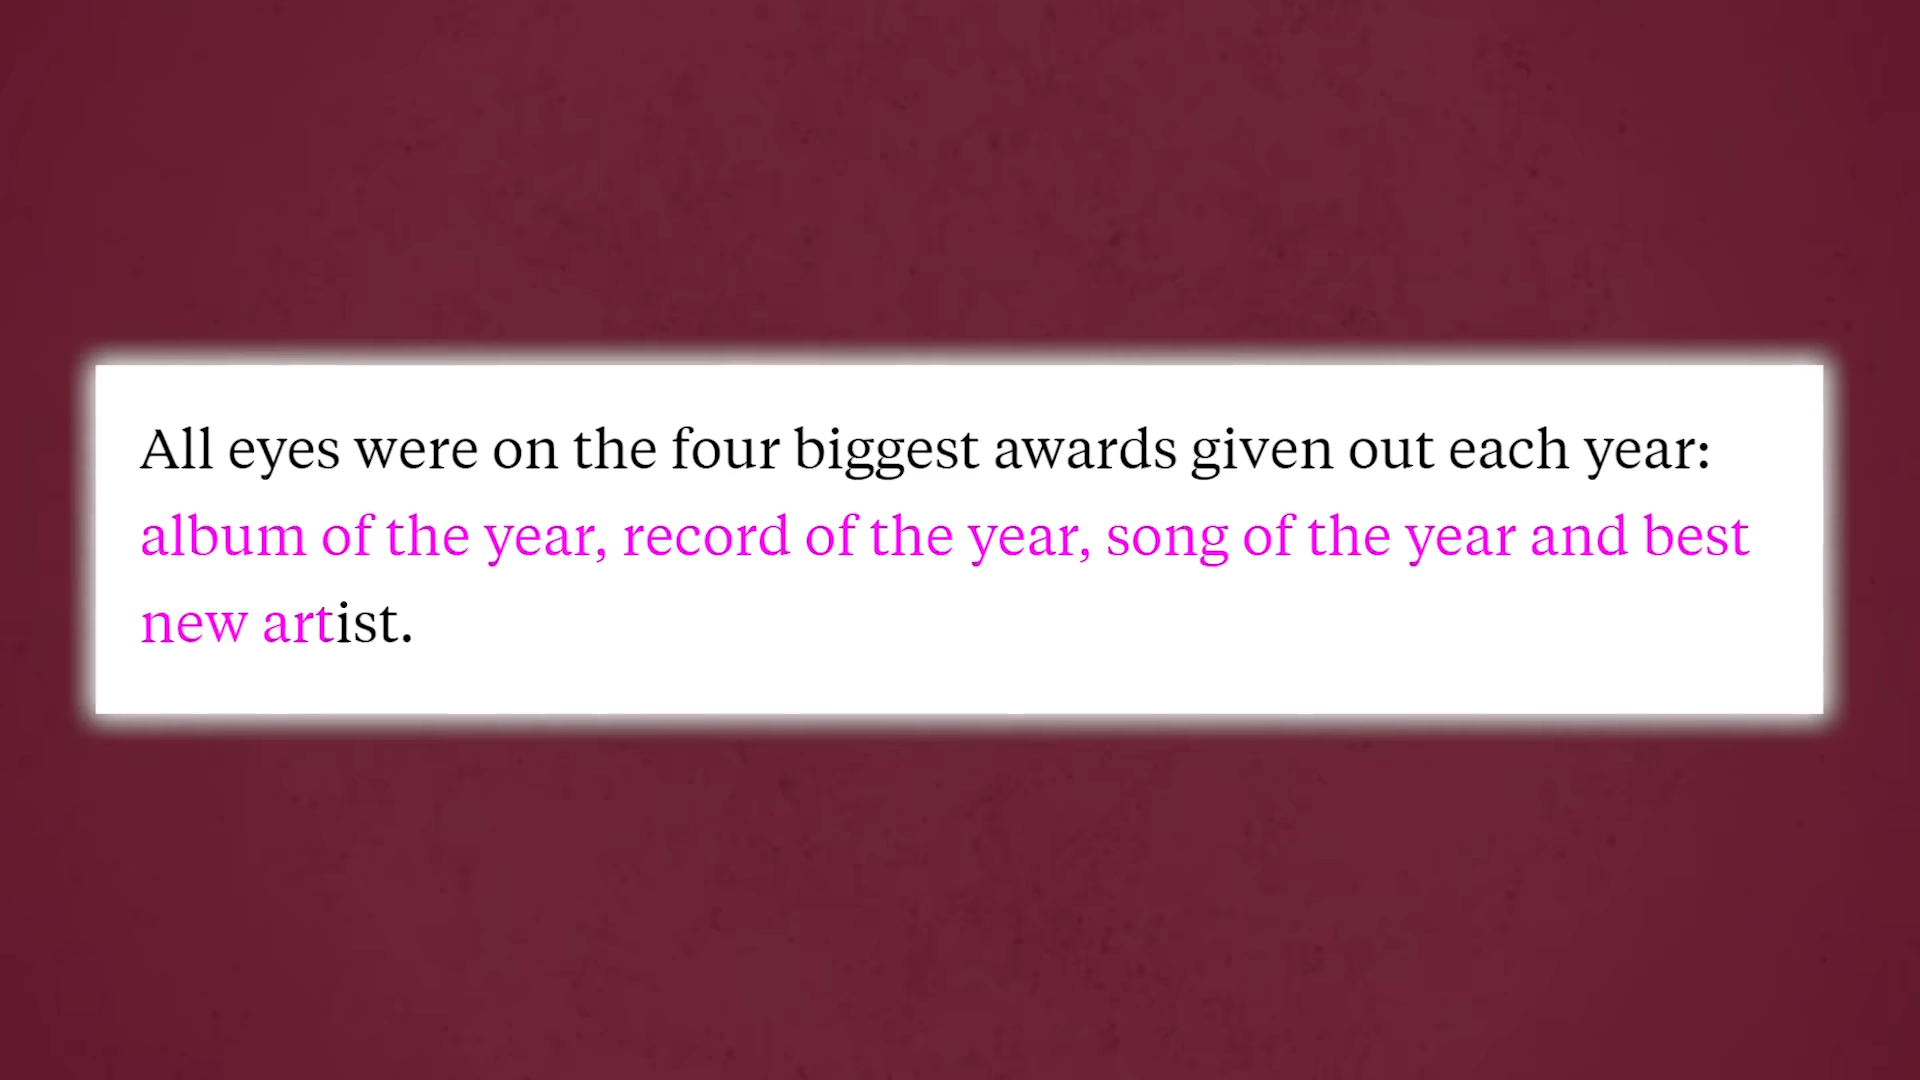 All eyes were on the four biggest awards given out each year:
album of the year, record of the year, song of the year and best
new artist.